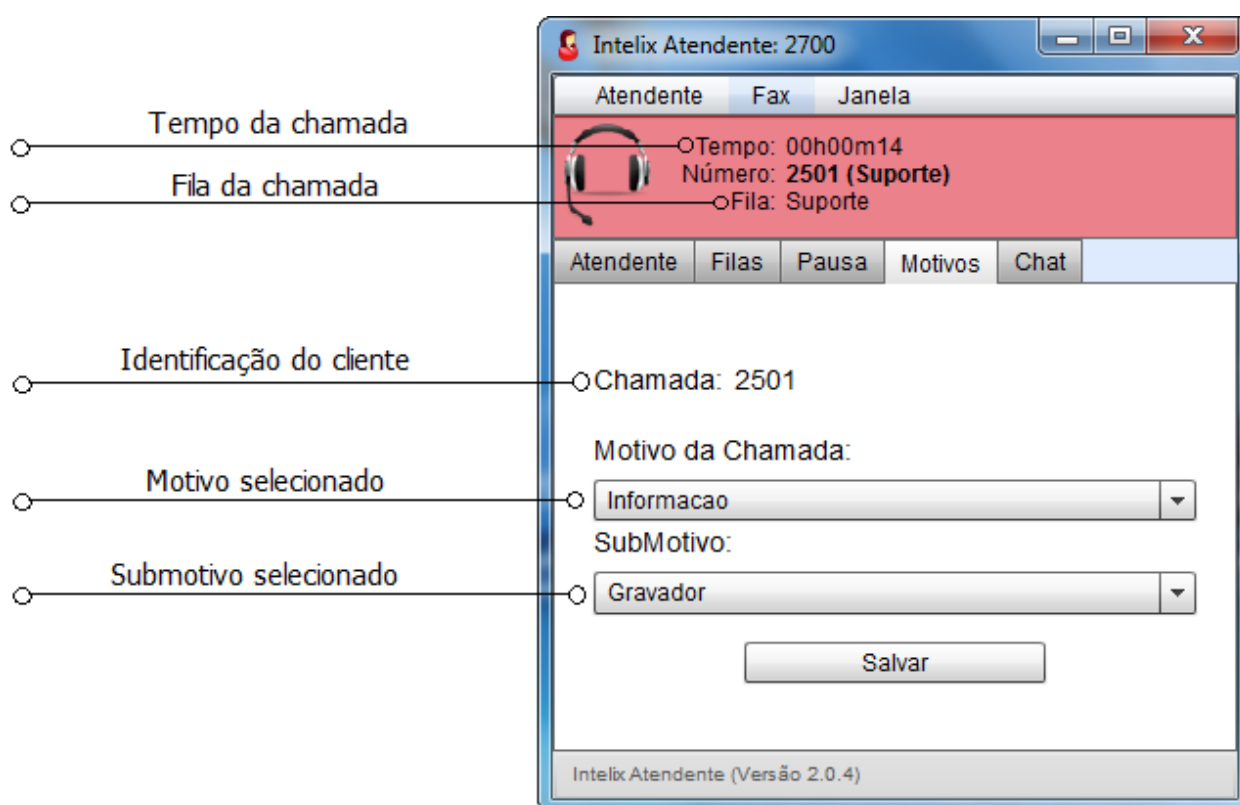 Intelix Atendente: 2700
Atendente Fax Janela
Tempo da chamada
Tempo: 00h00m14
Número: 2501 (Suporte)
Fila da chamada
Fila: Suporte
Atendente Filas Pausa Motivos Chat
Identificação do cliente
Chamada: 2501
Motivo da Chamada:
Motivo selecionado
Informacao
SubMotivo:
Submotivo selecionado
Gravador
Salvar
Intelix Atendente (Versão 2.0.4)